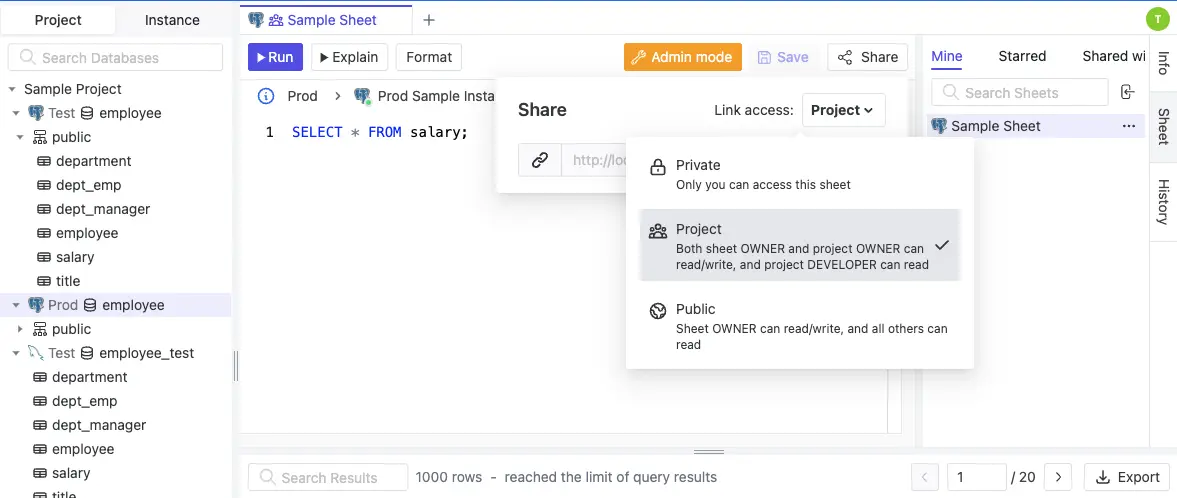 Project
Instance
Search Databases
Sample Project
Test employee
public
department
dept_emp
dept_manager
employee
salary
title
Prod employee
public
Test employee_test
department
dept_emp
dept_manager
employee
salary
title
Sample Sheet
Run
Explain
Format
Admin mode
Save
Share
Prod
Prod Sample Insta
1 SELECT * FROM salary;
Share
Link access:
Project
http://loc
Private
Only you can access this sheet
Project
Both sheet OWNER and project OWNER can
read/write, and project DEVELOPER can read
Public
Sheet OWNER can read/write, and all others can
read
Search Results
1000 rows - reached the limit of query results
1 / 20
Export
T
Mine
Starred
Shared wi
Search Sheets
Sample Sheet
Info
Sheet
History